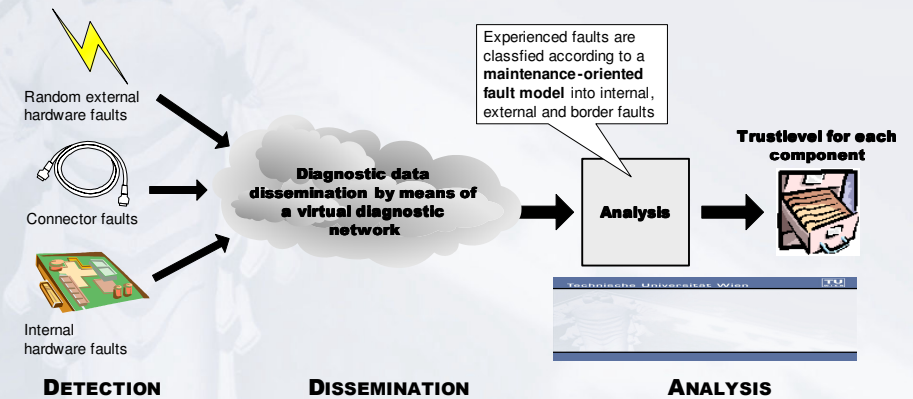 Random external
hardware faults
Connector faults
Internal
hardware faults
Diagnostic data
dissemination by means of
a virtual diagnostic
network
Experienced faults are
classfied according to a
maintenance-oriented
fault model into internal,
external and border faults
Analysis
Trustlevel for each
component
Technische Universität Wien
TU
DETECTION
DISSEMINATION
ANALYSIS